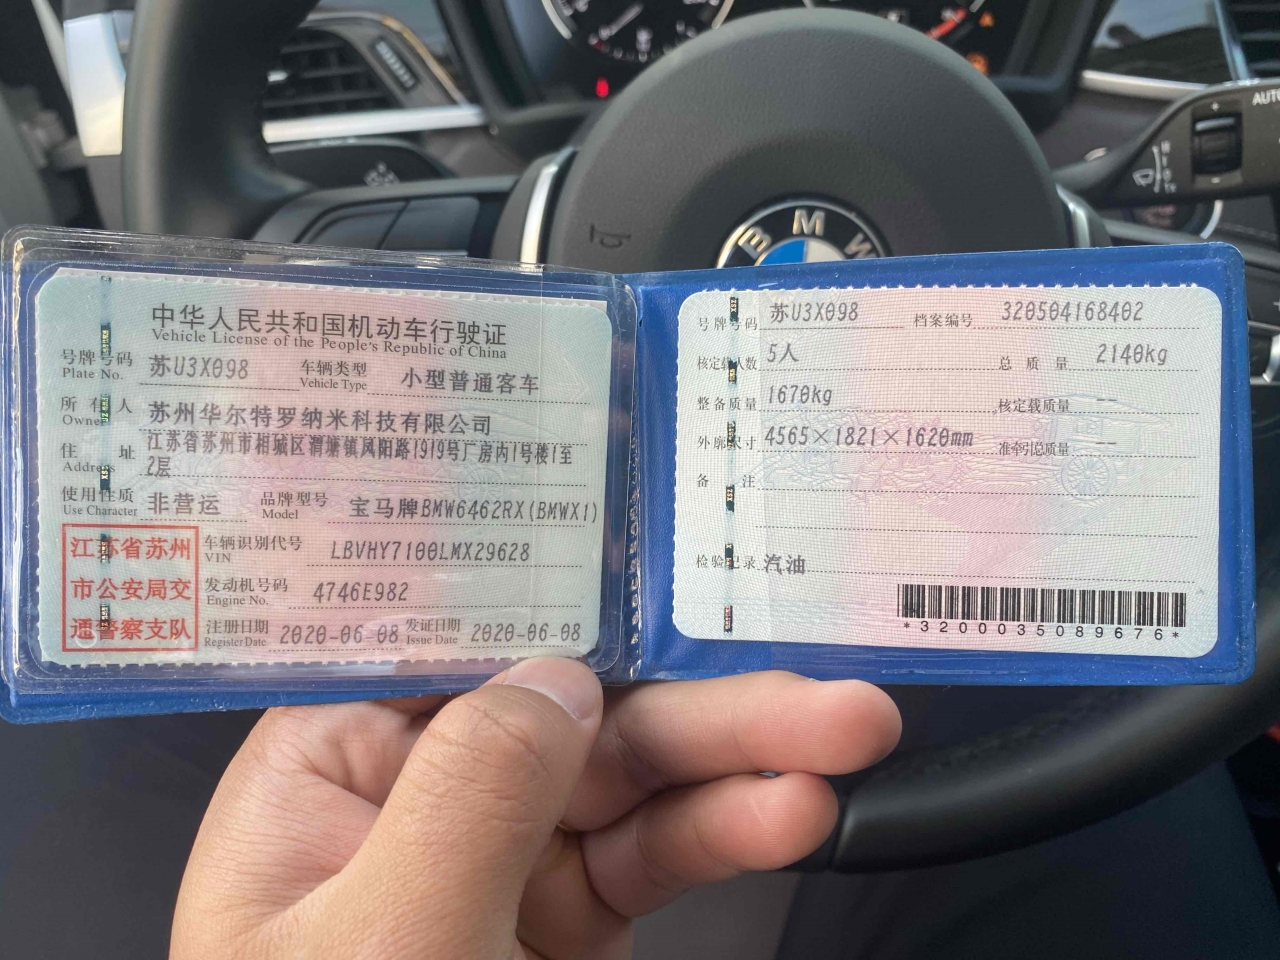 中华人民共和国机动车行驶证
Vehicle License of the People's Republic of China
号牌号码 苏U3X098 车辆类型 小型普通客车
Plate No. Vehicle Type
所有人 苏州华尔特罗纳米科技有限公司
Owner
住址 江苏省苏州市相城区渭塘镇凤阳路1919号厂房内1号楼1至
Address 2层
使用性质 非营运 品牌型号 宝马牌BMW6462RX(BMWX1)
Use Character Model
江苏省苏州
市公安局交
通警察支队
车辆识别代号 LBVHY7100LMX29628
VIN
发动机号码 4746E982
Engine No.
注册日期 2020-06-08 发证日期 2020-06-08
Register Date Issue Date
号牌号码 苏U3X098 档案编号 320504168402
核定载人数 5人 总质量 2140kg
整备质量 1670kg 核定载质量 --
外廓尺寸 4565×1821×1620mm 准牵引总质量 --
备注
检验记录 汽油
*3200035089676*
BMW
AUTO